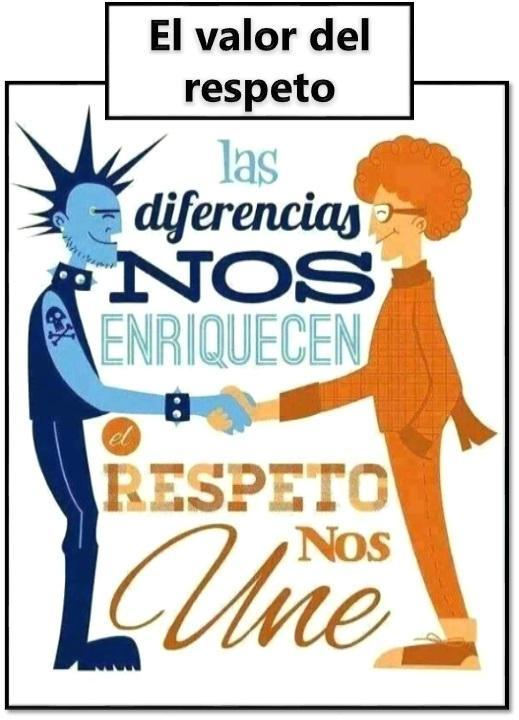 El valor del
respeto
las
diferencias
NOS
ENRIQUECEN
el
RESPETO
Nos
Une